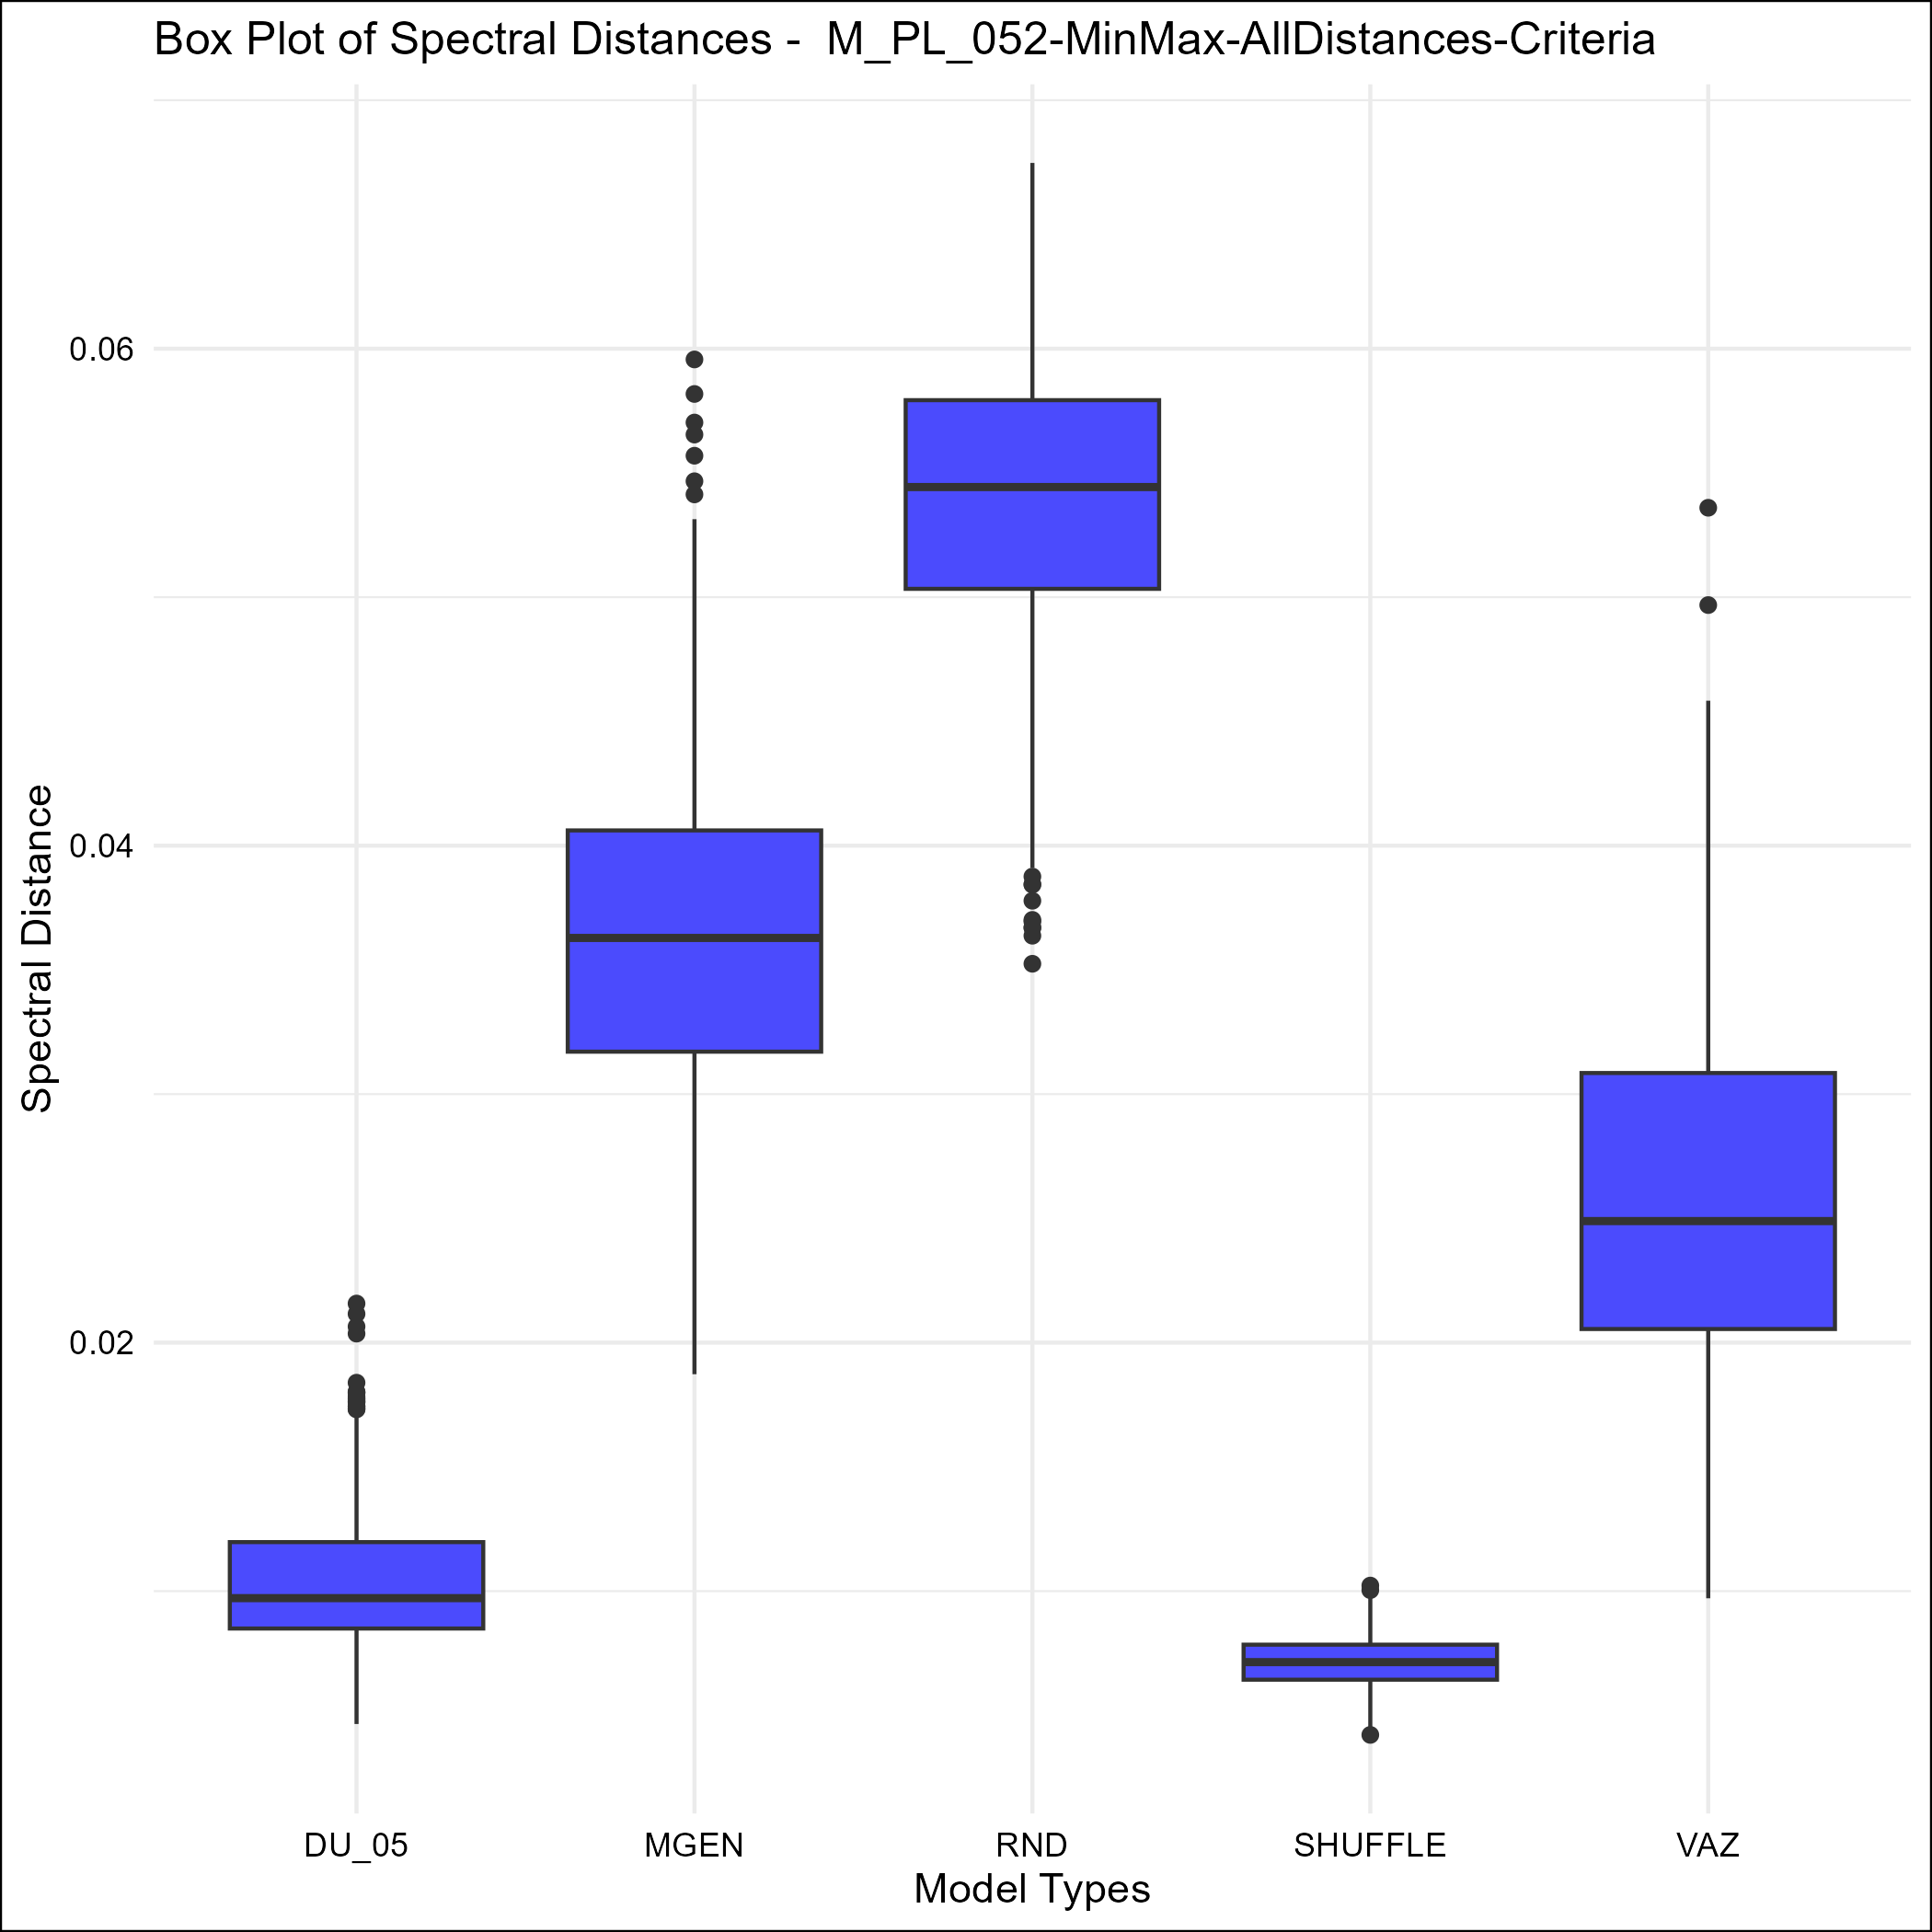 Box Plot of Spectral Distances -  M_PL_052-MinMax-AllDistances-Criteria
Spectral Distance
0.06
0.04
0.02
DU_05 MGEN RND SHUFFLE VAZ
Model Types